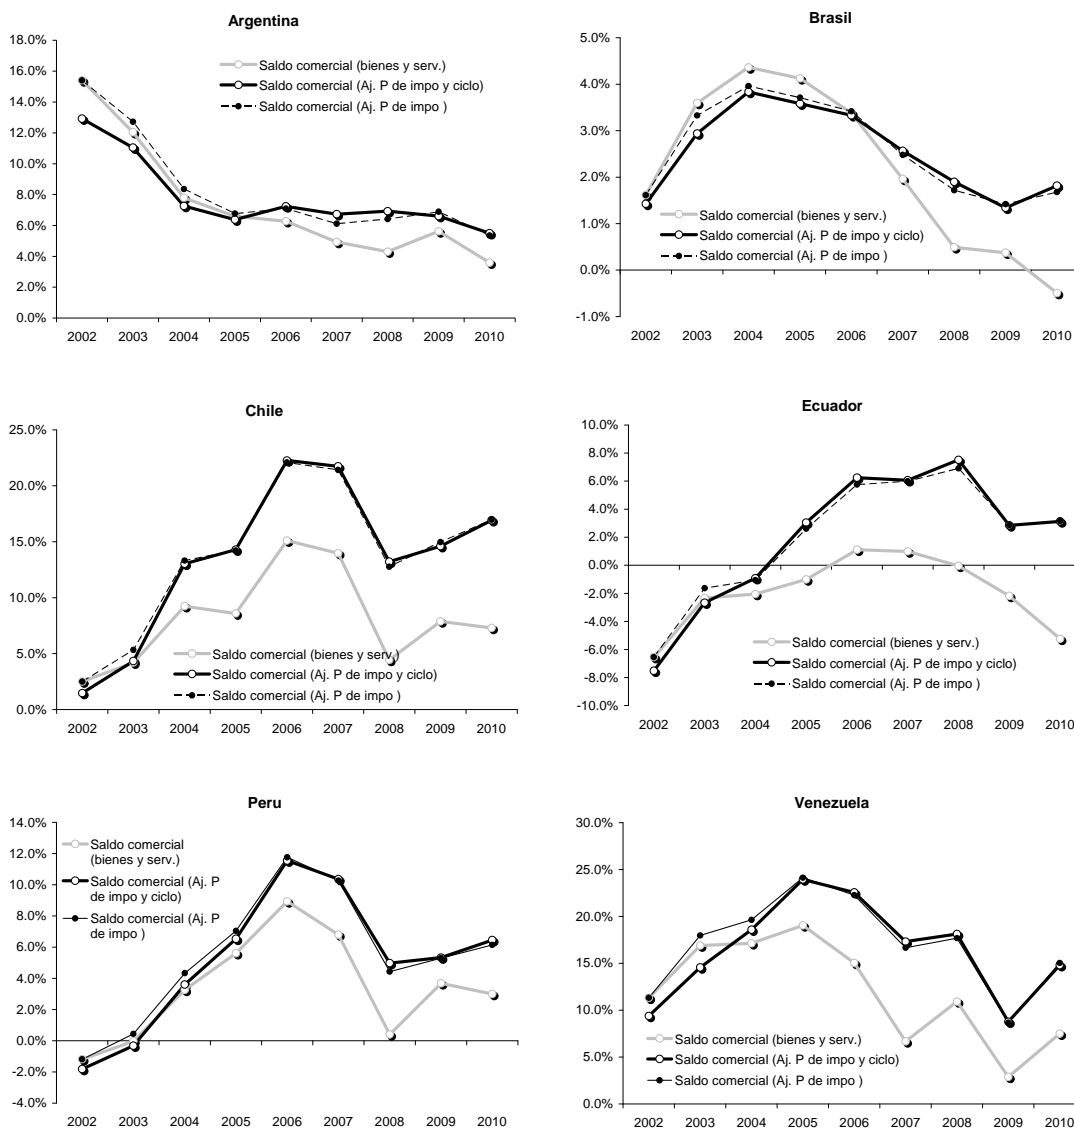 Argentina
18.0%
16.0%
14.0%
12.0%
10.0%
8.0%
6.0%
4.0%
2.0%
0.0%
Saldo comercial (bienes y serv.)
Saldo comercial (Aj. P de impo y ciclo)
Saldo comercial (Aj. P de impo )
2002 2003 2004 2005 2006 2007 2008 2009 2010
Brasil
5.0%
4.0%
3.0%
2.0%
1.0%
0.0%
-1.0%
Saldo comercial (bienes y serv.)
Saldo comercial (Aj. P de impo y ciclo)
Saldo comercial (Aj. P de impo )
2002 2003 2004 2005 2006 2007 2008 2009 2010
Chile
25.0%
20.0%
15.0%
10.0%
5.0%
0.0%
Saldo comercial (bienes y serv.)
Saldo comercial (Aj. P de impo y ciclo)
Saldo comercial (Aj. P de impo )
2002 2003 2004 2005 2006 2007 2008 2009 2010
Ecuador
10.0%
8.0%
6.0%
4.0%
2.0%
0.0%
-2.0%
-4.0%
-6.0%
-8.0%
-10.0%
Saldo comercial (bienes y serv.)
Saldo comercial (Aj. P de impo y ciclo)
Saldo comercial (Aj. P de impo )
2002 2003 2004 2005 2006 2007 2008 2009 2010
Peru
14.0%
12.0%
10.0%
8.0%
6.0%
4.0%
2.0%
0.0%
-2.0%
-4.0%
Saldo comercial
(bienes y serv.)
Saldo comercial (Aj. P
de impo y ciclo)
Saldo comercial (Aj. P
de impo )
2002 2003 2004 2005 2006 2007 2008 2009 2010
Venezuela
30.0%
25.0%
20.0%
15.0%
10.0%
5.0%
0.0%
Saldo comercial (bienes y serv.)
Saldo comercial (Aj. P de impo y ciclo)
Saldo comercial (Aj. P de impo )
2002 2003 2004 2005 2006 2007 2008 2009 2010